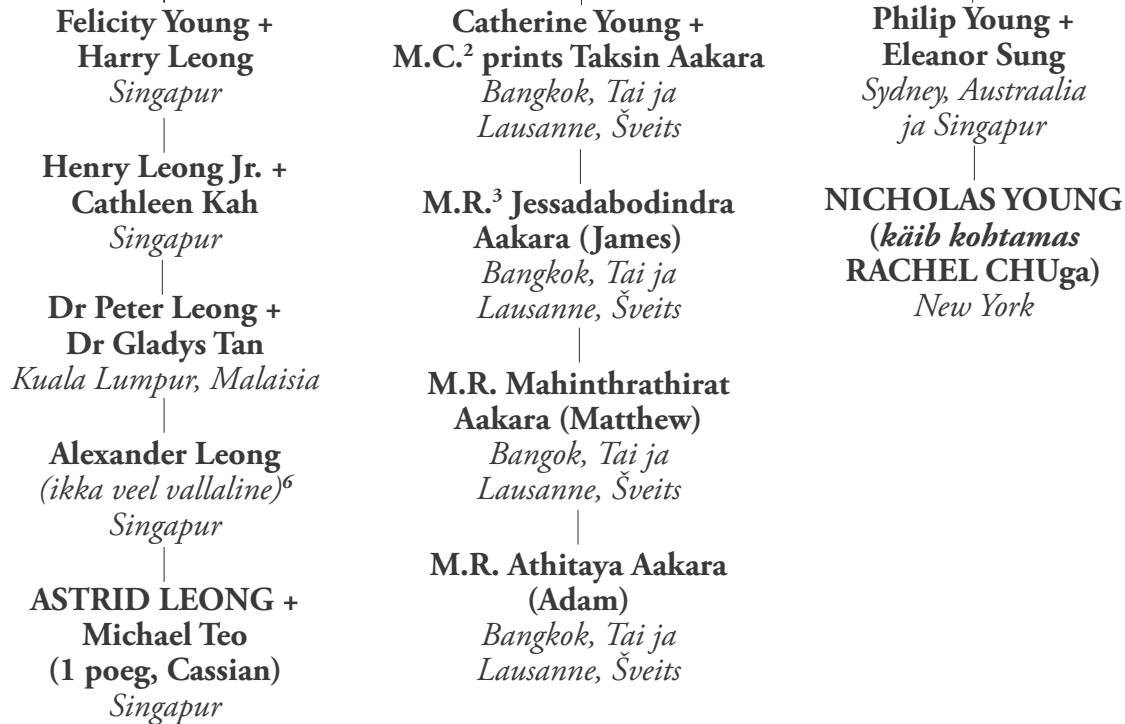 Felicity Young +
Harry Leong
Singapur
Henry Leong Jr. +
Cathleen Kah
Singapur
Dr Peter Leong +
Dr Gladys Tan
Kuala Lumpur, Malaisia
Alexander Leong
(ikka veel vallaline)⁶
Singapur
ASTRID LEONG +
Michael Teo
(1 poeg, Cassian)
Singapur
Catherine Young +
M.C.² prints Taksin Aakara
Bangkok, Tai ja
Lausanne, Šveits
M.R.³ Jessadabodindra
Aakara (James)
Bangkok, Tai ja
Lausanne, Šveits
M.R. Mahinthrathirat
Aakara (Matthew)
Bangok, Tai ja
Lausanne, Šveits
M.R. Athitaya Aakara
(Adam)
Bangkok, Tai ja
Lausanne, Šveits
Philip Young +
Eleanor Sung
Sydney, Austraalia
ja Singapur
NICHOLAS YOUNG
(käib kohtamas
RACHEL CHUga)
New York